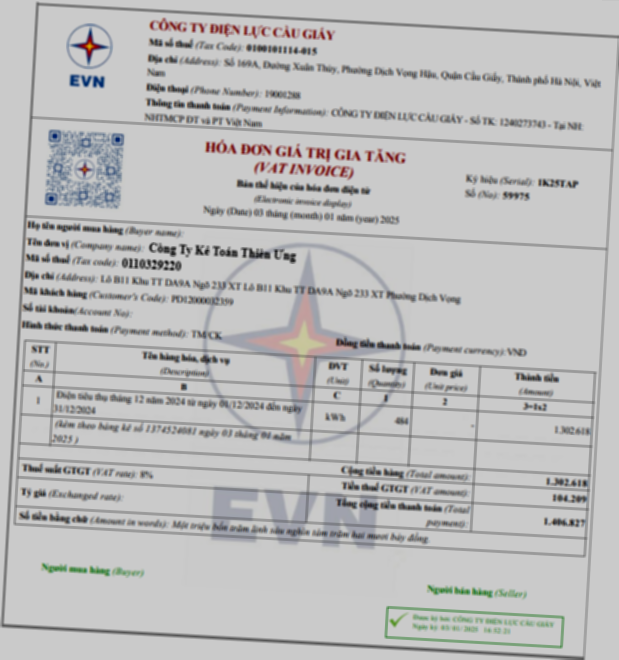 CÔNG TY ĐIỆN LỰC CẦU GIẤY
Mã số thuế (Tax Code): 0100101114-015
Địa chỉ (Address): Số 169A, Đường Xuân Thủy, Phường Dịch Vọng Hậu, Quận Cầu Giấy, Thành phố Hà Nội, Việt
Nam
Điện thoại (Phone Number): 19001288
Thông tin thanh toán (Payment Information): CÔNG TY ĐIỆN LỰC CẦU GIẤY - Số TK: 1240273743 - Tại NH:
NHTMCP ĐT và PT Việt Nam
EVN
HÓA ĐƠN GIÁ TRỊ GIA TĂNG
(VAT INVOICE)
Bản thể hiện của hóa đơn điện tử
(Electronic invoice display)
Ngày (Date) 03 tháng (month) 01 năm (year) 2025
Ký hiệu (Serial): 1K25TAP
Số (No): 59975
Họ tên người mua hàng (Buyer name):
Tên đơn vị (Company name): Công Ty Kế Toán Thiên Ưng
Mã số thuế (Tax code): 0110329220
Địa chỉ (Address): Lô B11 Khu TT DA9A Ngõ 233 XT Lô B11 Khu TT DA9A Ngõ 233 XT Phường Dịch Vọng
Mã khách hàng (Customer's Code): PD12000032359
Số tài khoản(Account No):
Hình thức thanh toán (Payment method): TM/CK
Đồng tiền thanh toán (Payment currency):VND
STT
(No.)
Tên hàng hóa, dịch vụ
(Description)
ĐVT
(Unit)
Số lượng
(Quantity)
Đơn giá
(Unit price)
Thành tiền
(Amount)
A
B
C
1
2
3=1x2
1
Điện tiêu thụ tháng 12 năm 2024 từ ngày 01/12/2024 đến ngày
31/12/2024
kWh
484
-
1.302.618
(kèm theo bảng kê số 1374524081 ngày 03 tháng 01 năm
2025 )
Cộng tiền hàng (Total amount):
1.302.618
Thuế suất GTGT (VAT rate): 8%
Tiền thuế GTGT (VAT amount):
104.209
Tỷ giá (Exchanged rate):
Tổng cộng tiền thanh toán (Total
payment):
1.406.827
Số tiền bằng chữ (Amount in words): Một triệu bốn trăm linh sáu nghìn tám trăm hai mươi bảy đồng.
EVN
Người mua hàng (Buyer)
Người bán hàng (Seller)
Được ký bởi: CÔNG TY ĐIỆN LỰC CẦU GIẤY
Ngày ký: 03/01/2025 14:52:21